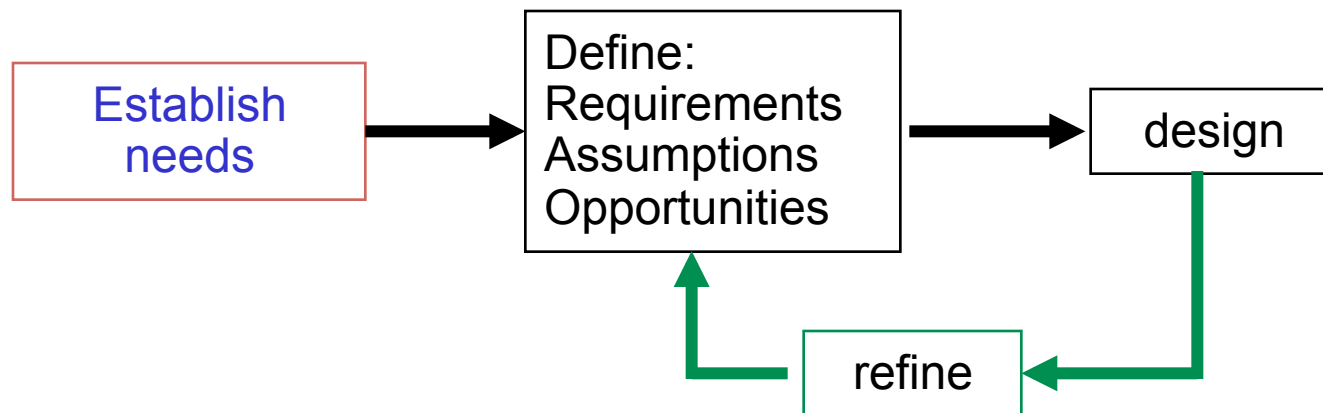 Establish
needs
Define:
Requirements
Assumptions
Opportunities
design
refine